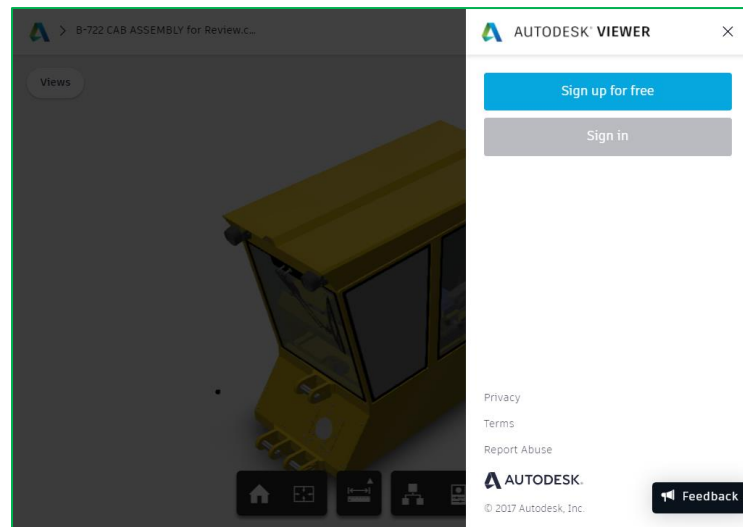 B-722 CAB ASSEMBLY for Review.c...
Views
AUTODESK® VIEWER
Sign up for free
Sign in
Privacy
Terms
Report Abuse
AUTODESK.
© 2017 Autodesk, Inc.
Feedback